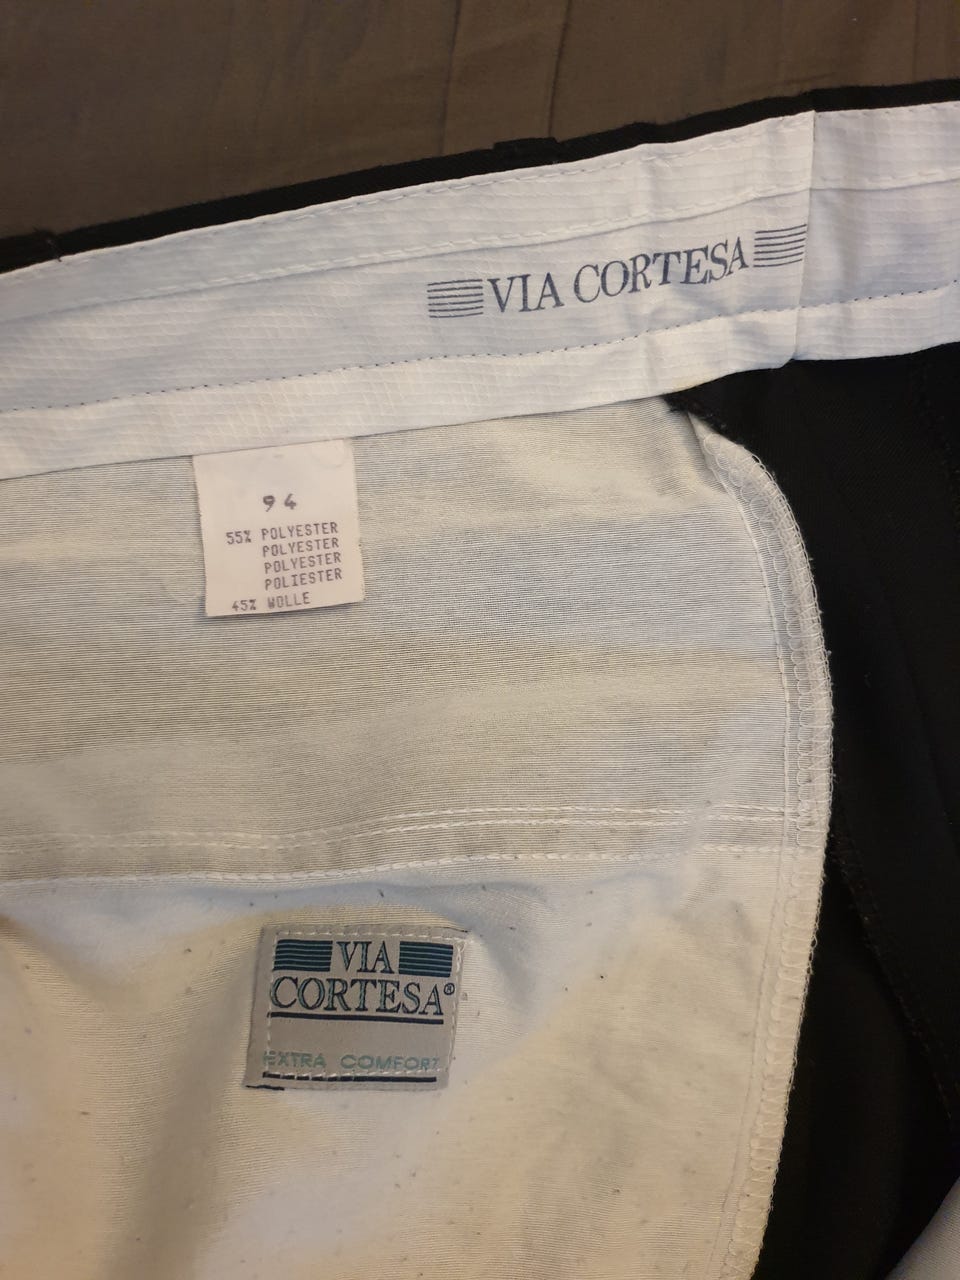 VIA CORTESA
94
55% POLYESTER
POLYESTER
POLYESTER
POLIESTER
45% WOLLE
VIA
CORTESA®
EXTRA COMFORT